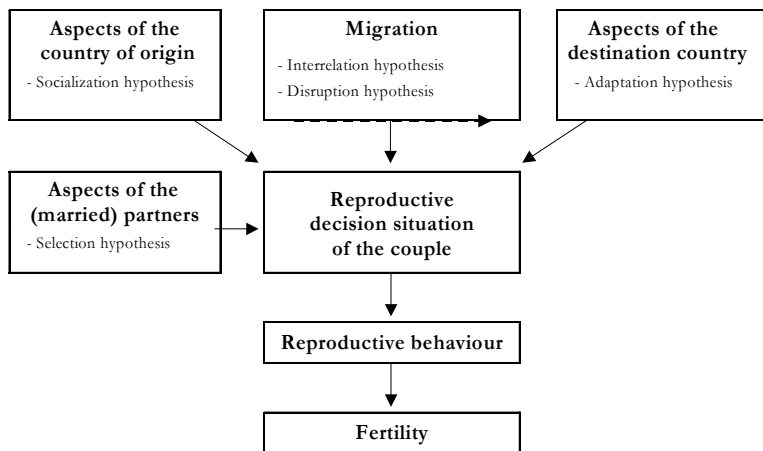 Aspects of the
country of origin
- Socialization hypothesis
Migration
- Interrelation hypothesis
- Disruption hypothesis
Aspects of the
destination country
- Adaptation hypothesis
Aspects of the
(married) partners
- Selection hypothesis
Reproductive
decision situation
of the couple
Reproductive behaviour
Fertility